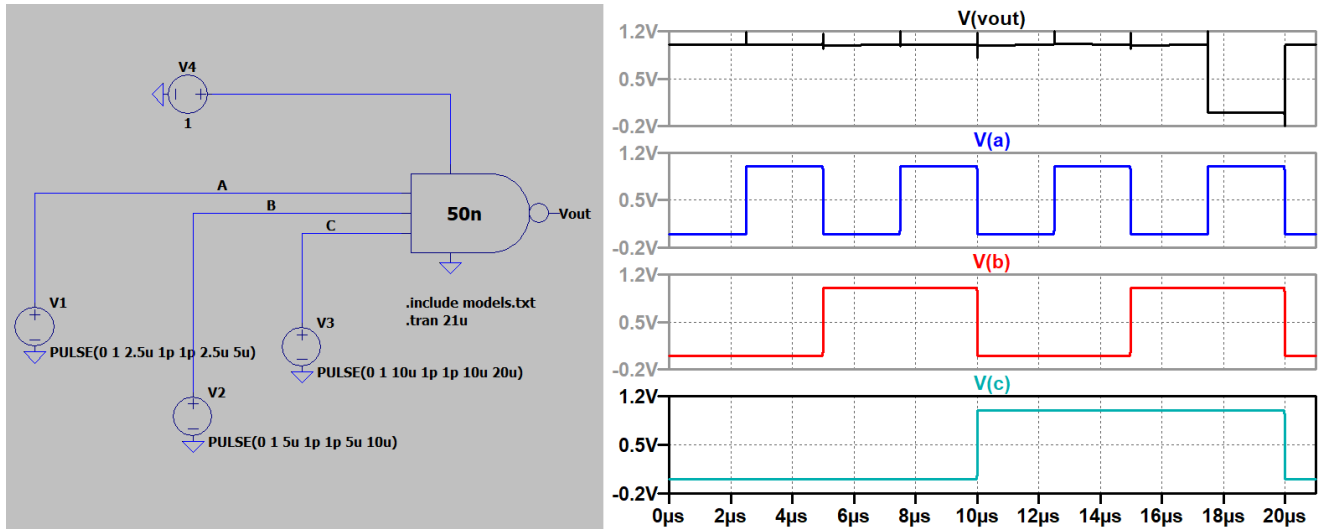 V4
1
A
B
C
50n
Vout
.include models.txt
.tran 21u
V1
PULSE(0 1 2.5u 1p 1p 2.5u 5u)
V3
PULSE(0 1 10u 1p 1p 10u 20u)
V2
PULSE(0 1 5u 1p 1p 5u 10u)
V(vout)
1.2V
0.5V
-0.2V
V(a)
1.2V
0.5V
-0.2V
V(b)
1.2V
0.5V
-0.2V
V(c)
1.2V
0.5V
-0.2V
0µs 2µs 4µs 6µs 8µs 10µs 12µs 14µs 16µs 18µs 20µs